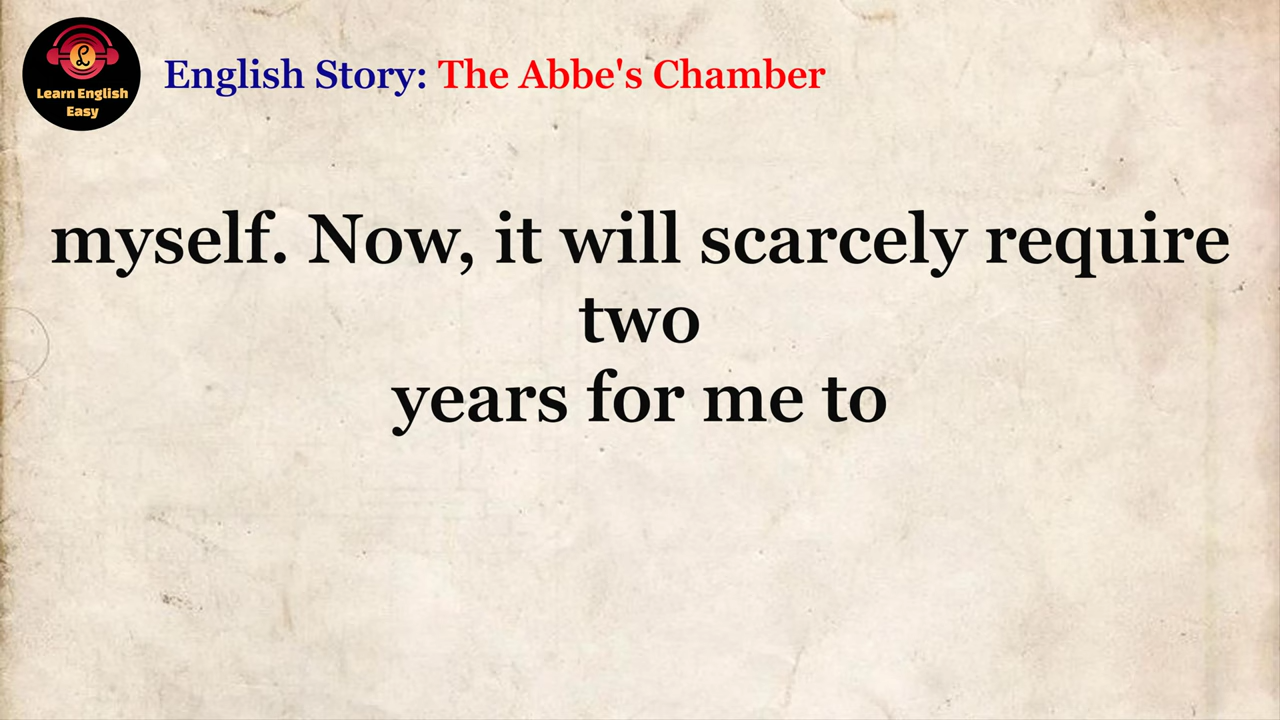 Learn English
Easy
English Story: The Abbe's Chamber
myself. Now, it will scarcely require
two
years for me to